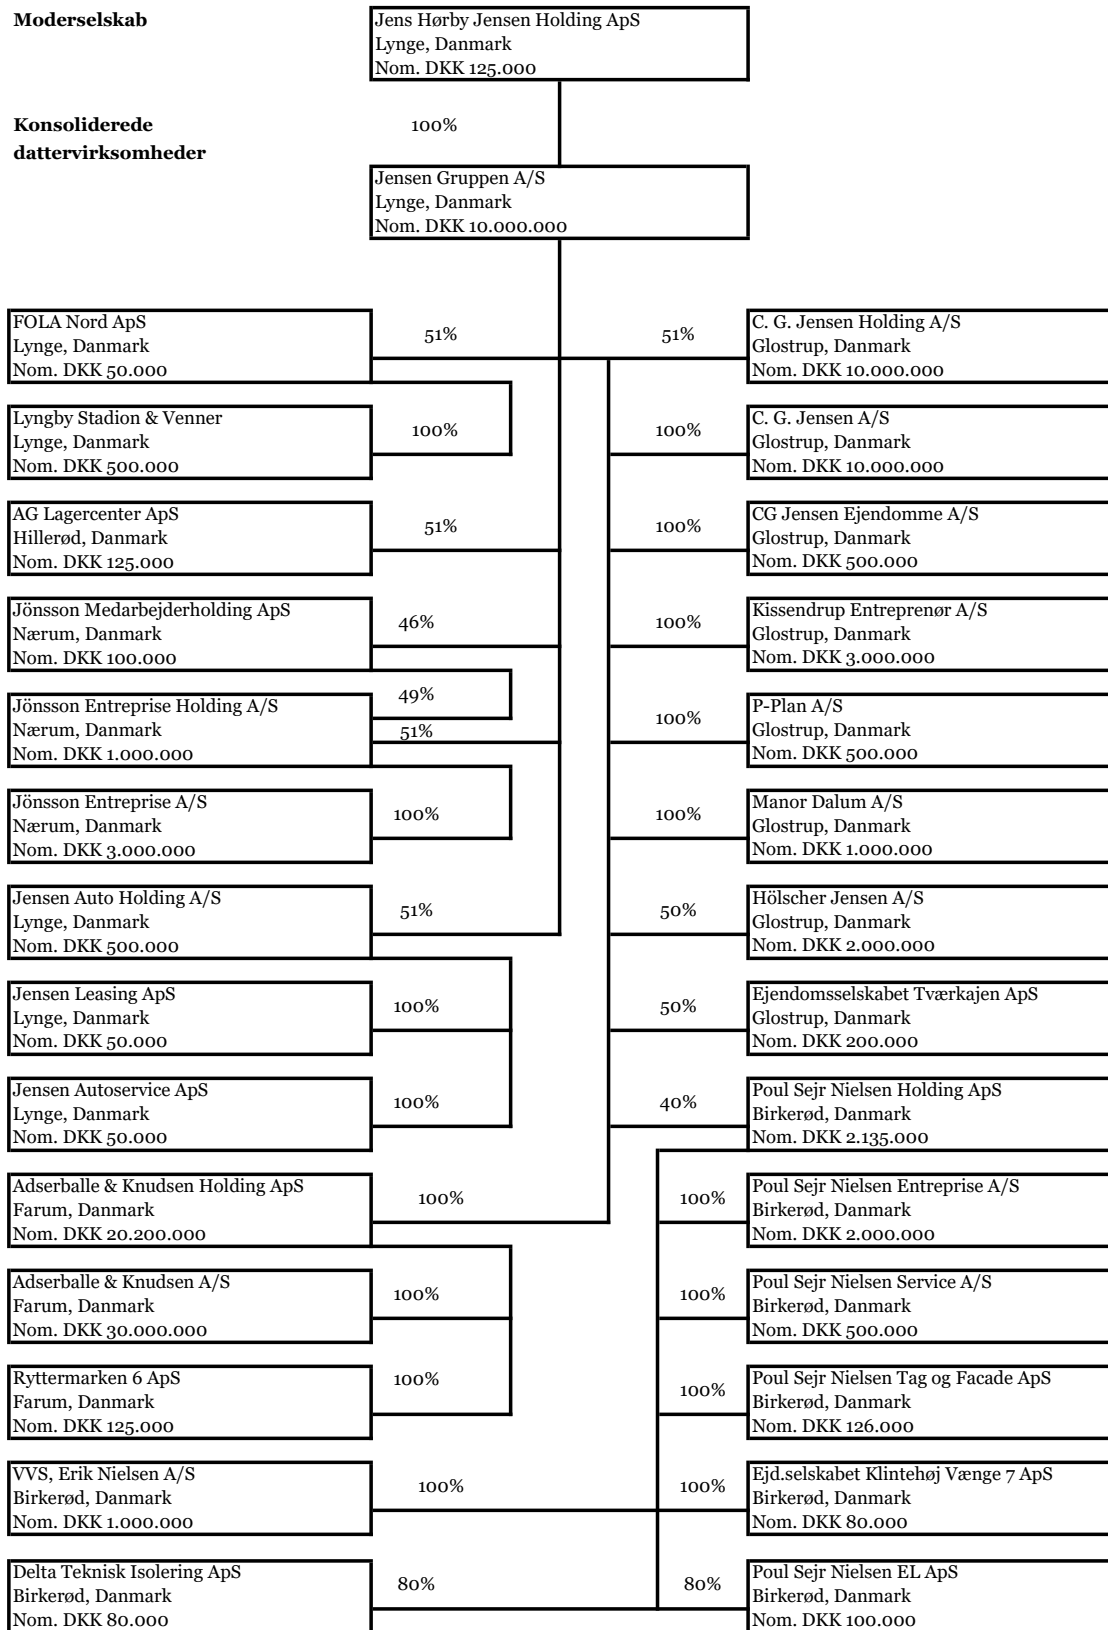 Moderselskab
Jens Hørby Jensen Holding ApS
Lynge, Danmark
Nom. DKK 125.000
Konsoliderede
dattervirksomheder
100%
Jensen Gruppen A/S
Lynge, Danmark
Nom. DKK 10.000.000
FOLA Nord ApS
Lynge, Danmark
Nom. DKK 50.000
51%
51%
C. G. Jensen Holding A/S
Glostrup, Danmark
Nom. DKK 10.000.000
Lyngby Stadion & Venner
Lynge, Danmark
Nom. DKK 500.000
100%
100%
C. G. Jensen A/S
Glostrup, Danmark
Nom. DKK 10.000.000
AG Lagercenter ApS
Hillerød, Danmark
Nom. DKK 125.000
51%
100%
CG Jensen Ejendomme A/S
Glostrup, Danmark
Nom. DKK 500.000
Jönsson Medarbejderholding ApS
Nærum, Danmark
Nom. DKK 100.000
46%
100%
Kissendrup Entreprenør A/S
Glostrup, Danmark
Nom. DKK 3.000.000
Jönsson Entreprise Holding A/S
Nærum, Danmark
Nom. DKK 1.000.000
49%
51%
100%
P-Plan A/S
Glostrup, Danmark
Nom. DKK 500.000
Jönsson Entreprise A/S
Nærum, Danmark
Nom. DKK 3.000.000
100%
100%
Manor Dalum A/S
Glostrup, Danmark
Nom. DKK 1.000.000
Jensen Auto Holding A/S
Lynge, Danmark
Nom. DKK 500.000
51%
50%
Hölscher Jensen A/S
Glostrup, Danmark
Nom. DKK 2.000.000
Jensen Leasing ApS
Lynge, Danmark
Nom. DKK 50.000
100%
50%
Ejendomsselskabet Tværkajen ApS
Glostrup, Danmark
Nom. DKK 200.000
Jensen Autoservice ApS
Lynge, Danmark
Nom. DKK 50.000
100%
40%
Poul Sejr Nielsen Holding ApS
Birkerød, Danmark
Nom. DKK 2.135.000
Adserballe & Knudsen Holding ApS
Farum, Danmark
Nom. DKK 20.200.000
100%
100%
Poul Sejr Nielsen Entreprise A/S
Birkerød, Danmark
Nom. DKK 2.000.000
Adserballe & Knudsen A/S
Farum, Danmark
Nom. DKK 30.000.000
100%
100%
Poul Sejr Nielsen Service A/S
Birkerød, Danmark
Nom. DKK 500.000
Ryttermarken 6 ApS
Farum, Danmark
Nom. DKK 125.000
100%
100%
Poul Sejr Nielsen Tag og Facade ApS
Birkerød, Danmark
Nom. DKK 126.000
VVS, Erik Nielsen A/S
Birkerød, Danmark
Nom. DKK 1.000.000
100%
100%
Ejd.selskabet Klintehøj Vænge 7 ApS
Birkerød, Danmark
Nom. DKK 80.000
Delta Teknisk Isolering ApS
Birkerød, Danmark
Nom. DKK 80.000
80%
80%
Poul Sejr Nielsen EL ApS
Birkerød, Danmark
Nom. DKK 100.000